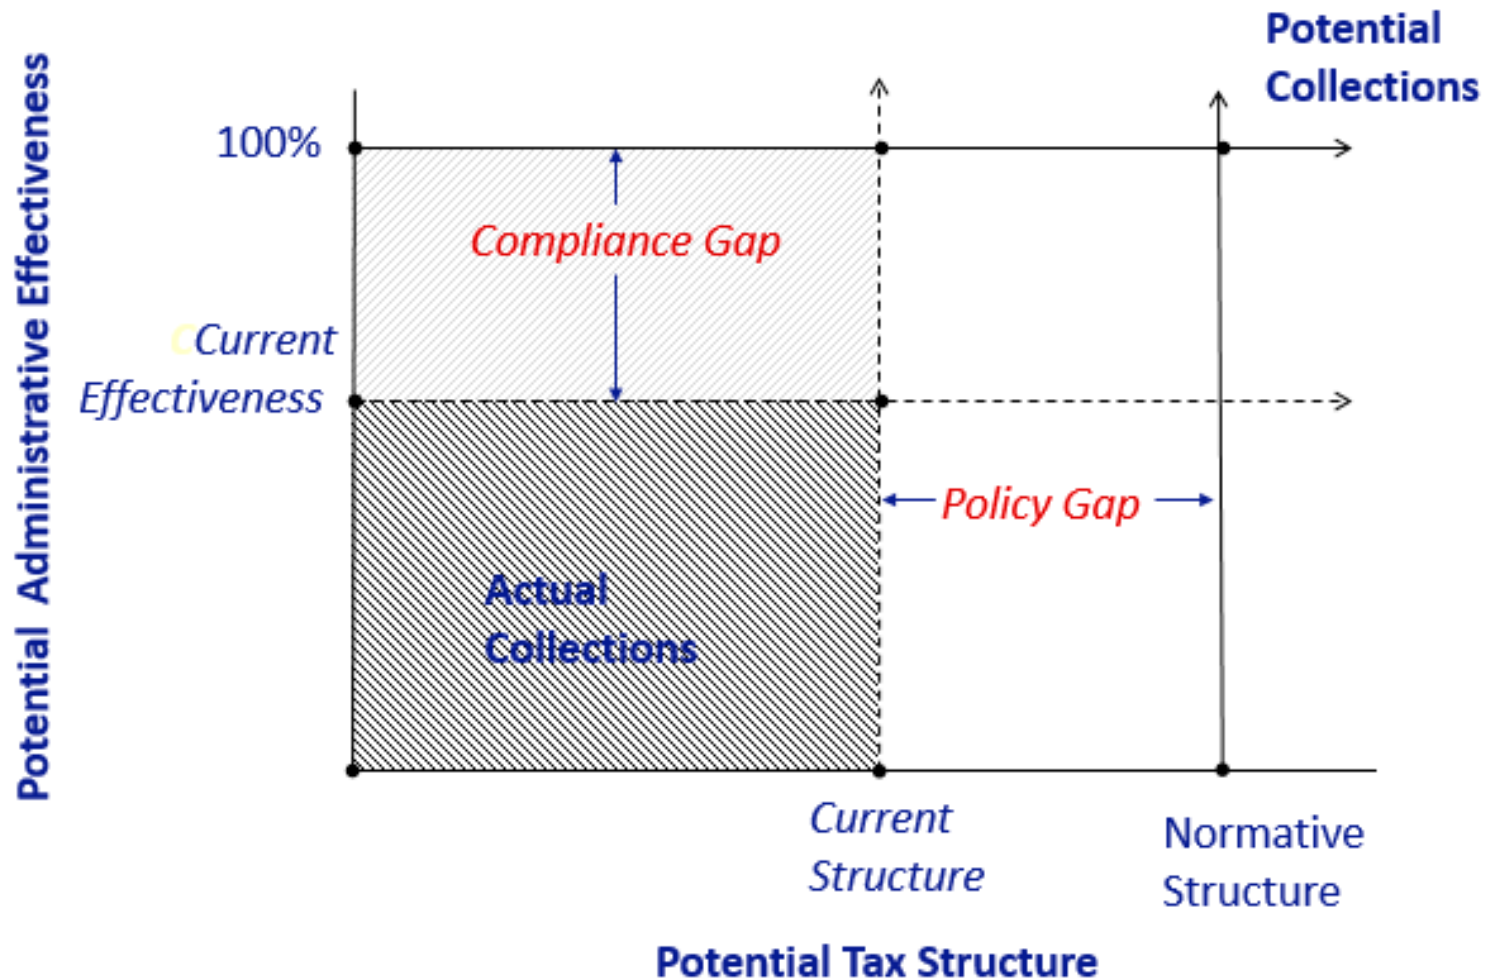 Potential
Collections
Potential Administrative Effectiveness
100%
Compliance Gap
CCurrent
Effectiveness
Policy Gap
Actual
Collections
Current
Structure
Normative
Structure
Potential Tax Structure